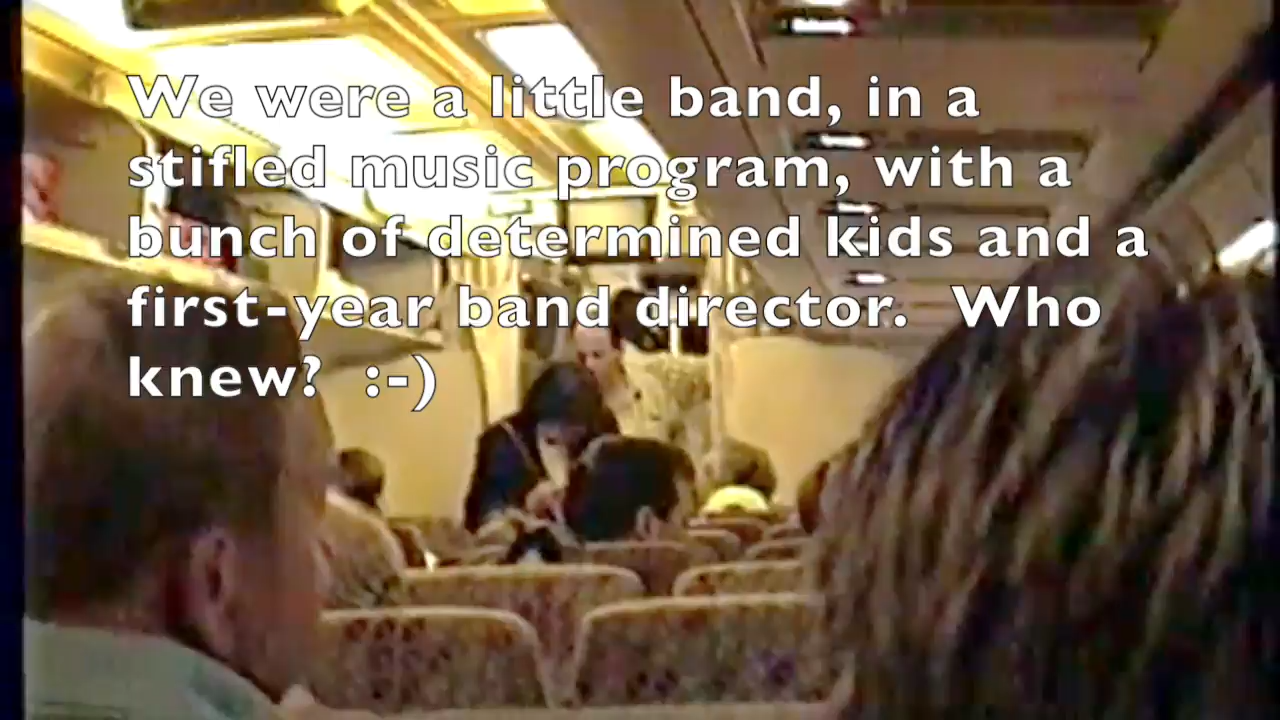 We were a little band, in a
stifled music program, with a
bunch of determined kids and a
first-year band director.  Who
knew?  :-)